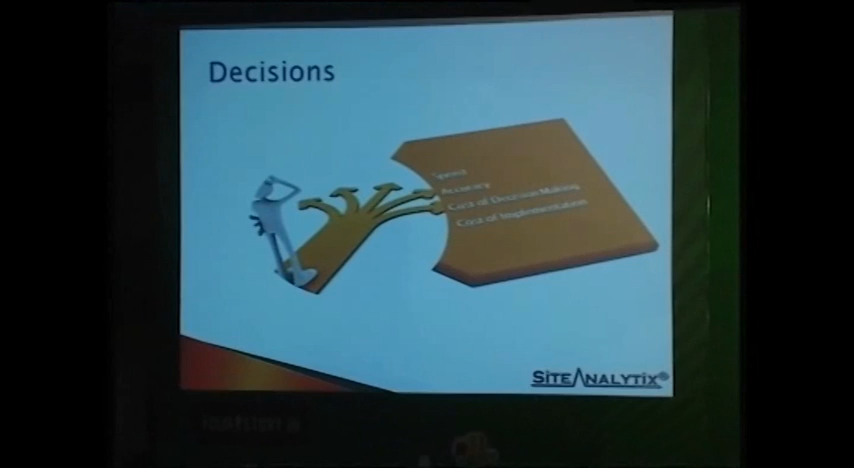 Decisions
Speed
Accuracy
Cost of Decision Making
Cost of Implementation
SITEANALYTIX®